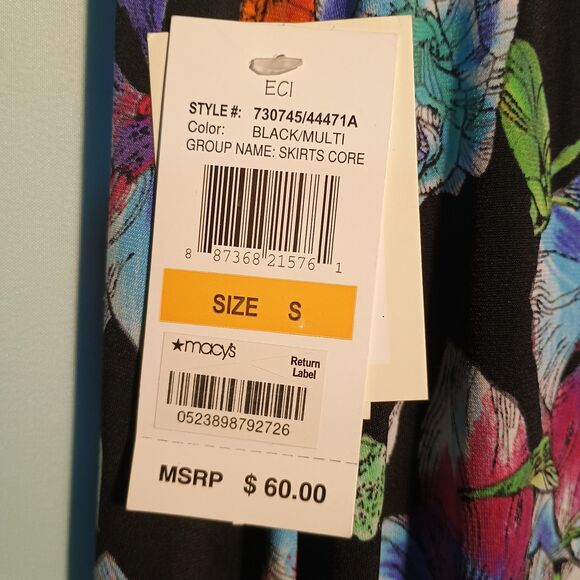 ECI
STYLE #: 730745/44471A
Color: BLACK/MULTI
GROUP NAME: SKIRTS CORE
8 87368 21576 1
SIZE S
★macy's
Return
Label
0523898792726
MSRP $ 60.00